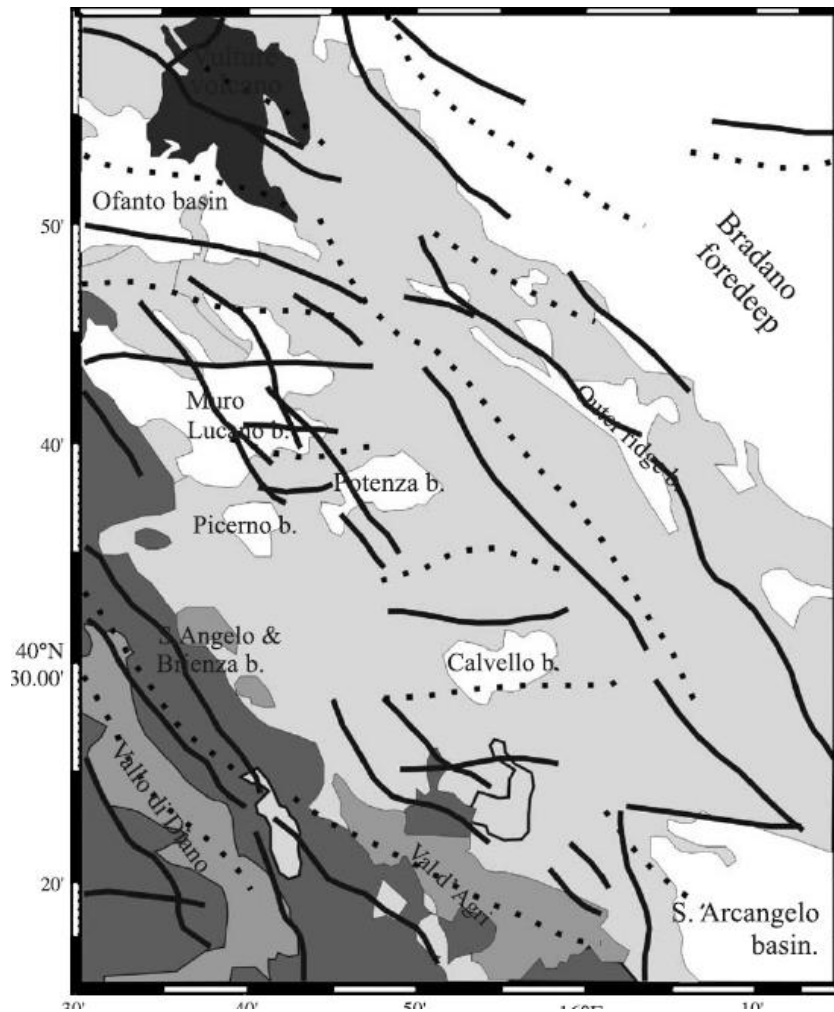 Vulture
volcano
Ofanto basin
50'
Bradano
foredeep
40'
Muro
Lucano b.
Outer ridge b.
Potenza b.
Picerno b.
S.Angelo &
Brienza b.
40°N
30.00'
Calvello b.
Vallo di Diano
Val d'Agri
20'
S. Arcangelo
basin.
30'
40'
50'
16°E
10'